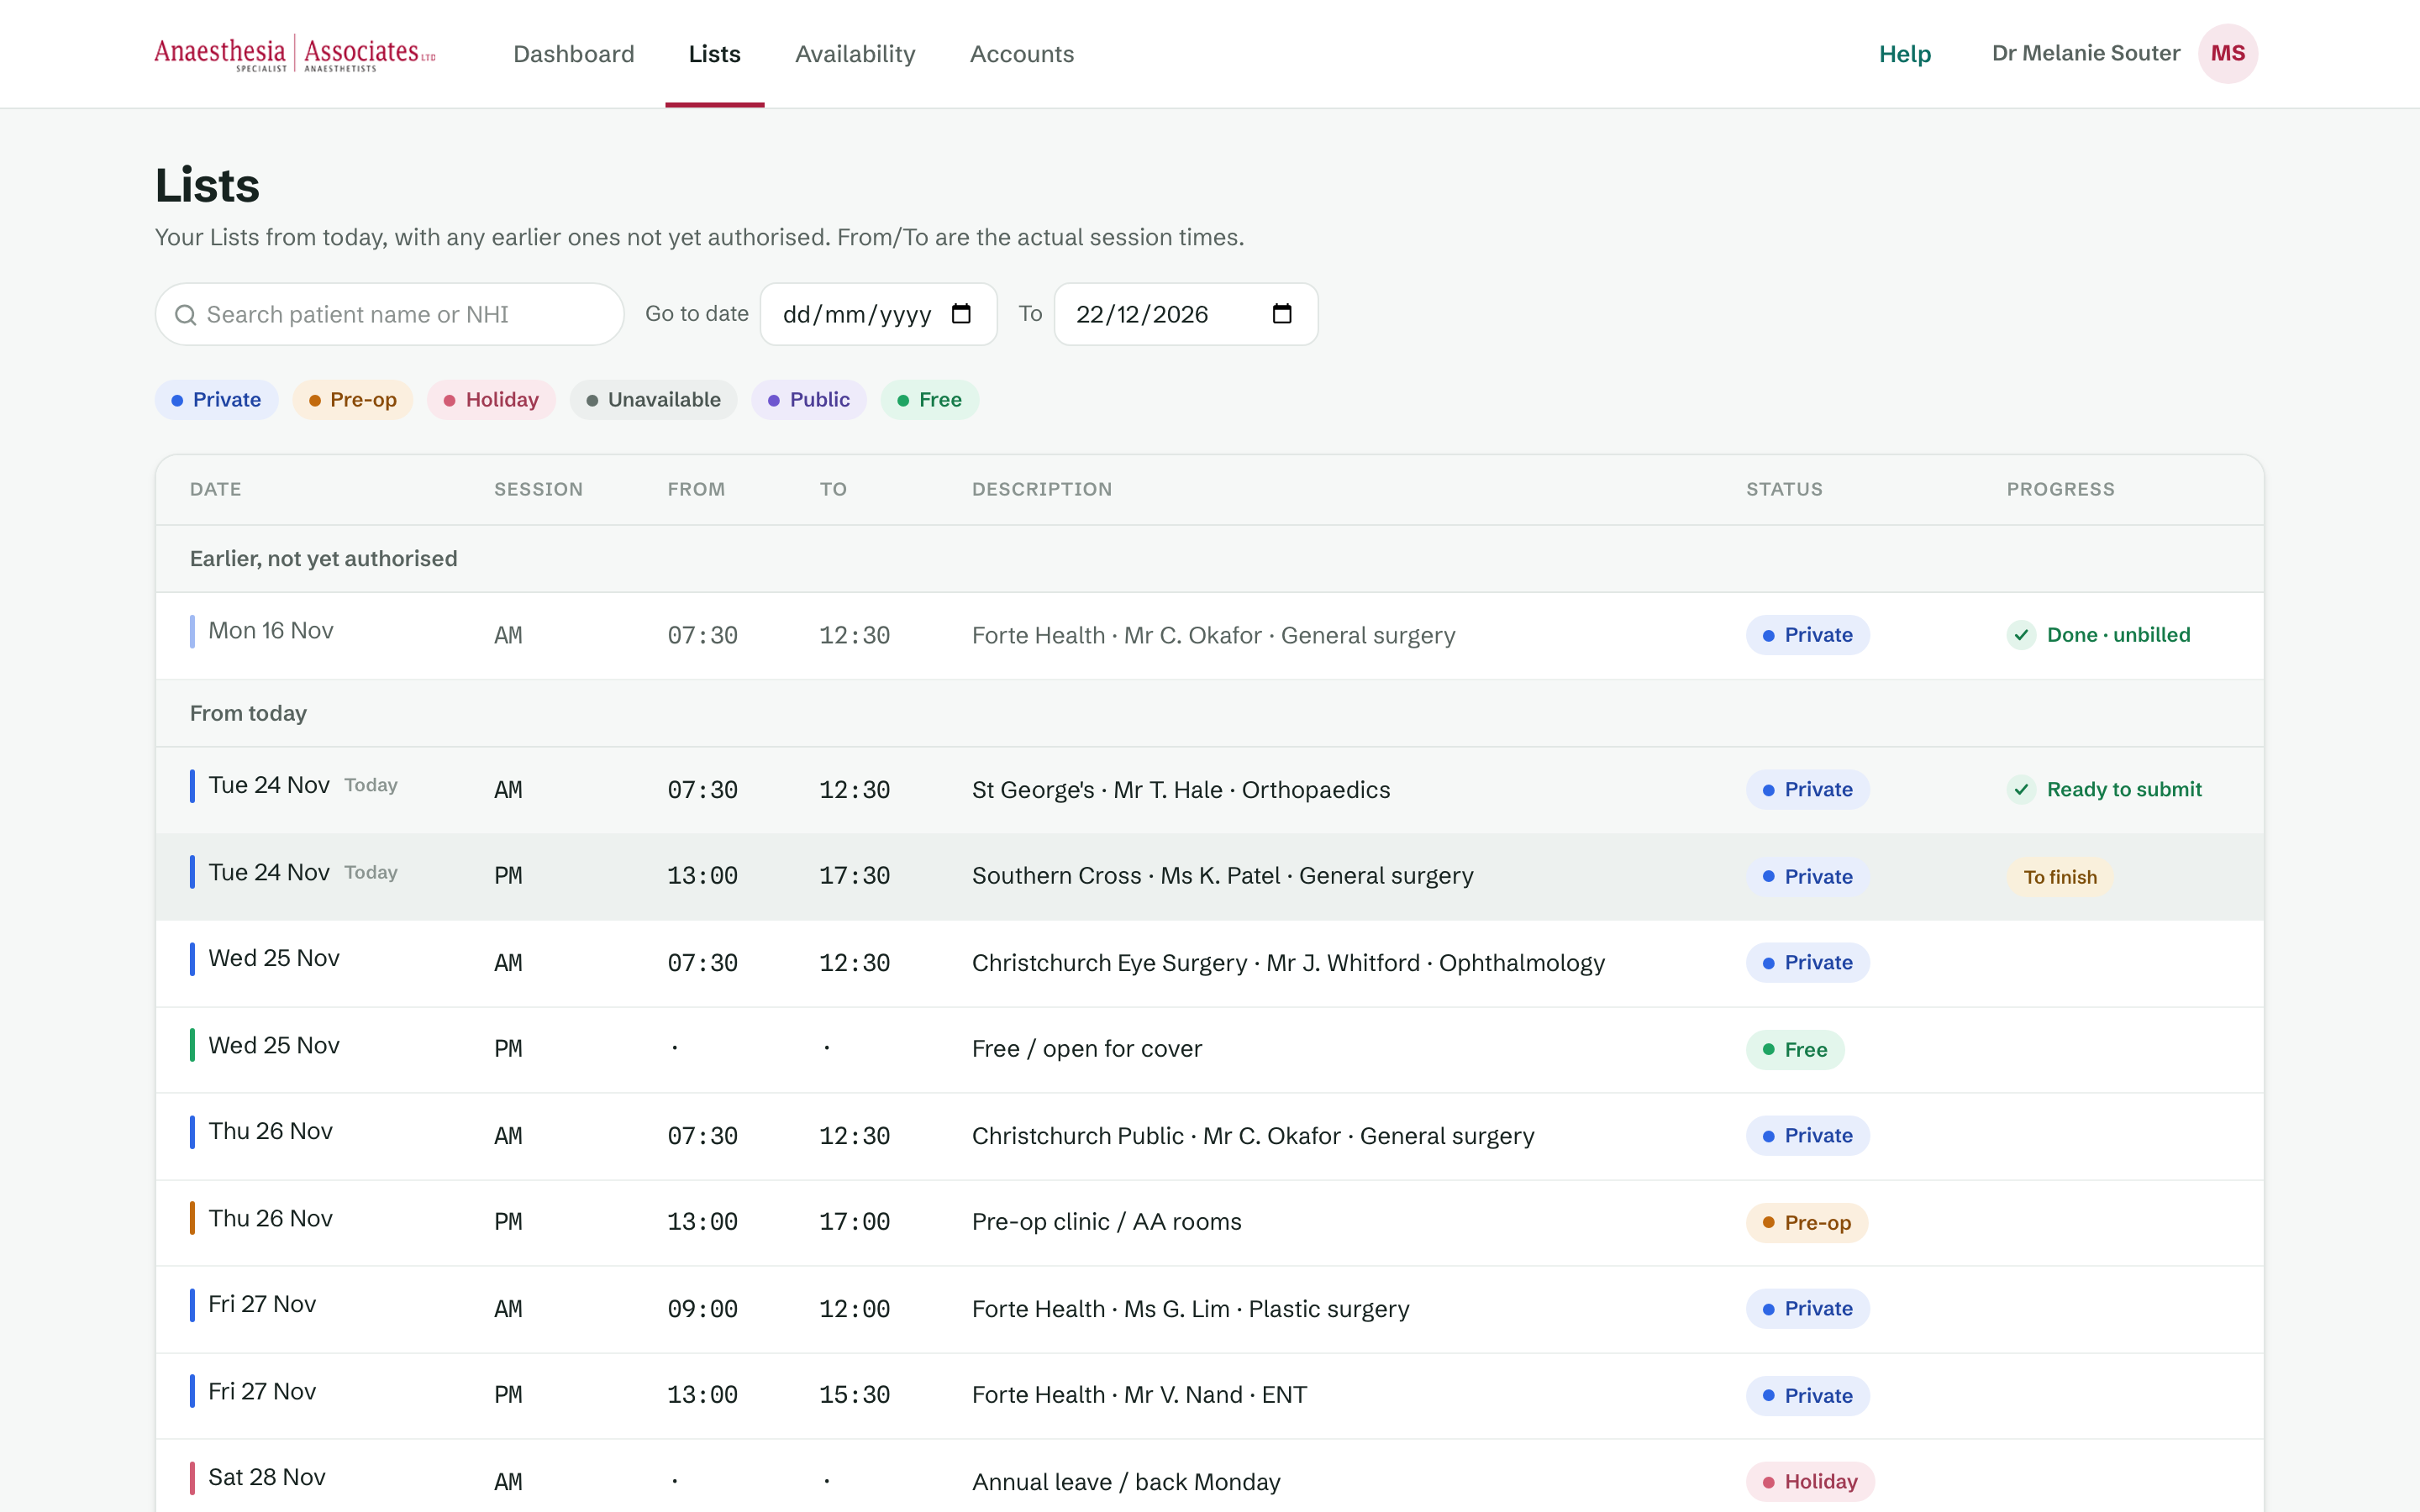 Anaesthesia | Associates LTD
SPECIALIST ANAESTHETISTS
Dashboard Lists Availability Accounts Help Dr Melanie Souter MS
Lists
Your Lists from today, with any earlier ones not yet authorised. From/To are the actual session times.
Search patient name or NHI Go to date dd/mm/yyyy To 22/12/2026
Private Pre-op Holiday Unavailable Public Free
DATE SESSION FROM TO DESCRIPTION STATUS PROGRESS
Earlier, not yet authorised
Mon 16 Nov AM 07:30 12:30 Forte Health · Mr C. Okafor · General surgery Private Done · unbilled
From today
Tue 24 Nov Today AM 07:30 12:30 St George's · Mr T. Hale · Orthopaedics Private Ready to submit
Tue 24 Nov Today PM 13:00 17:30 Southern Cross · Ms K. Patel · General surgery Private To finish
Wed 25 Nov AM 07:30 12:30 Christchurch Eye Surgery · Mr J. Whitford · Ophthalmology Private
Wed 25 Nov PM · · Free / open for cover Free
Thu 26 Nov AM 07:30 12:30 Christchurch Public · Mr C. Okafor · General surgery Private
Thu 26 Nov PM 13:00 17:00 Pre-op clinic / AA rooms Pre-op
Fri 27 Nov AM 09:00 12:00 Forte Health · Ms G. Lim · Plastic surgery Private
Fri 27 Nov PM 13:00 15:30 Forte Health · Mr V. Nand · ENT Private
Sat 28 Nov AM · · Annual leave / back Monday Holiday